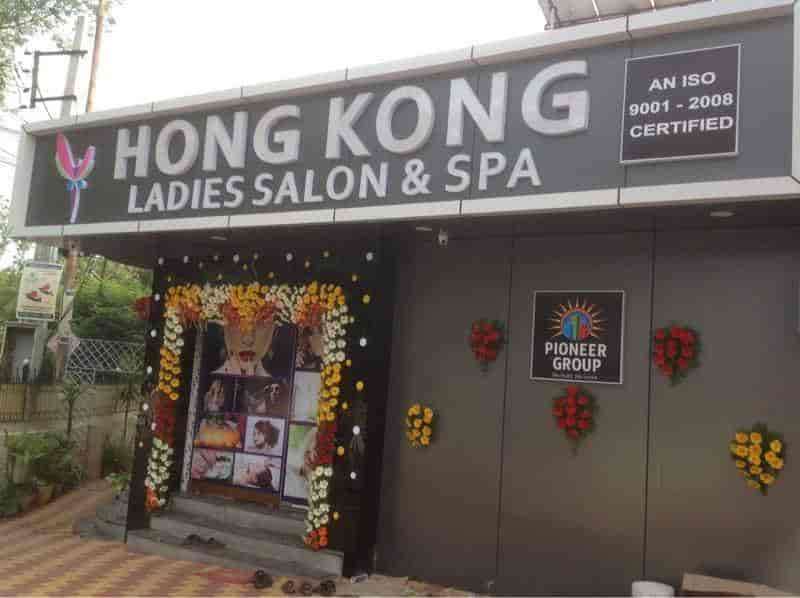 HONG KONG
LADIES SALON & SPA
AN ISO
9001 - 2008
CERTIFIED
PIONEER
GROUP